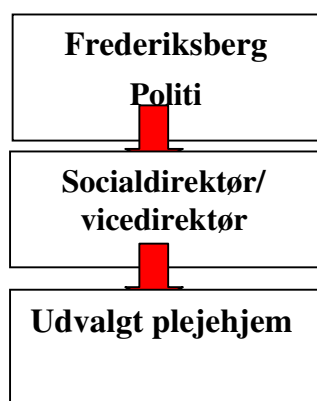 Frederiksberg
Politi
Socialdirektør/
vicedirektør
Udvalgt plejehjem